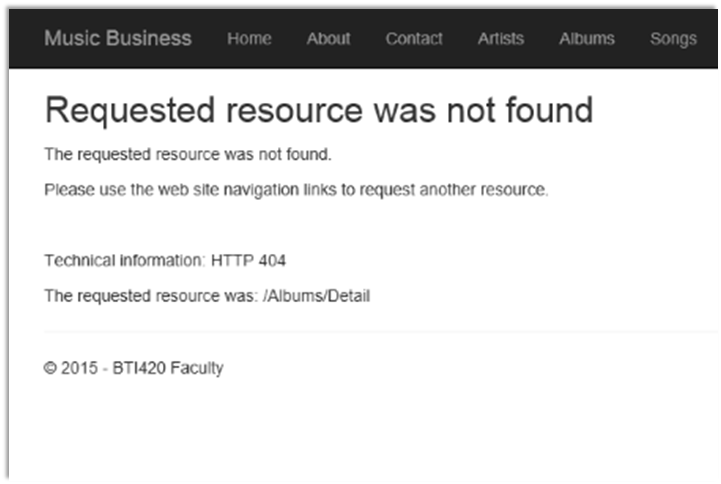 Music Business Home About Contact Artists Albums Songs
Requested resource was not found
The requested resource was not found.
Please use the web site navigation links to request another resource.
Technical information: HTTP 404
The requested resource was: /Albums/Detail
© 2015 - BTI420 Faculty